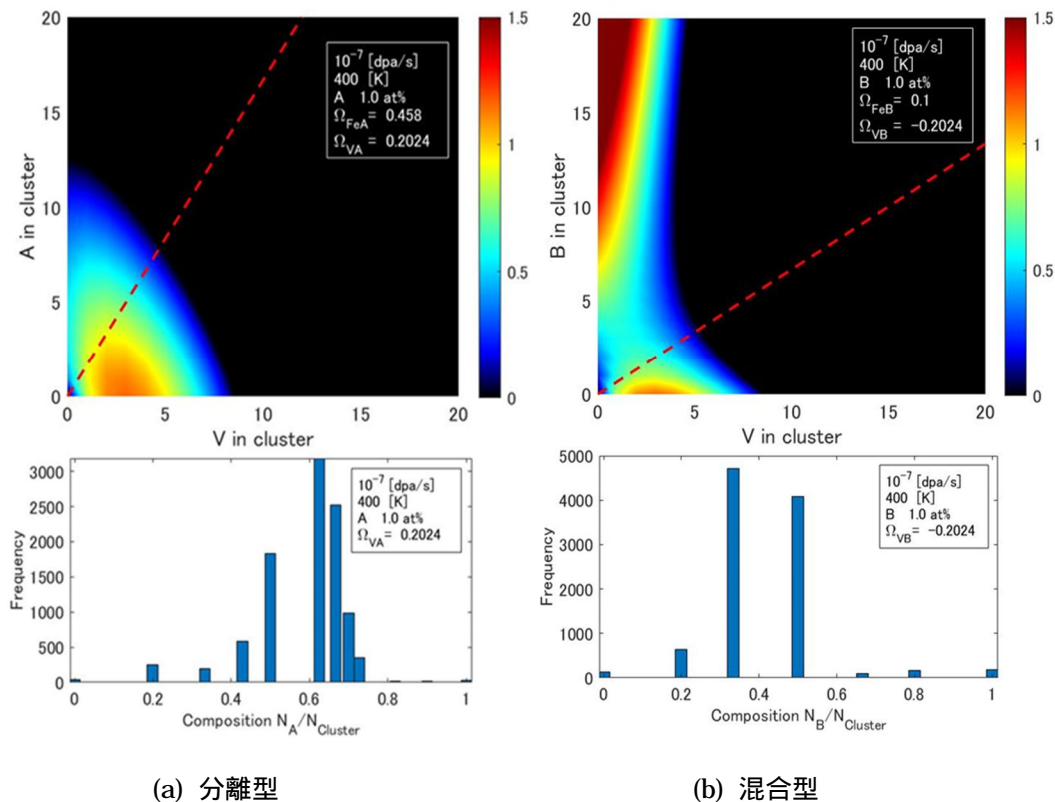 20
15
10
5
0
A in cluster
0
5
10
15
20
V in cluster
10⁻⁷ [dpa/s]
400 [K]
A 1.0 at%
Ω_FeA = 0.458
Ω_VA = 0.2024
1.5
1
0.5
0
20
15
10
5
0
B in cluster
0
5
10
15
20
V in cluster
10⁻⁷ [dpa/s]
400 [K]
B 1.0 at%
Ω_FeB = 0.1
Ω_VB = -0.2024
1.5
1
0.5
0
3000
2500
2000
1500
1000
500
0
Frequency
0
0.2
0.4
0.6
0.8
1
Composition N_A/N_Cluster
10⁻⁷ [dpa/s]
400 [K]
A 1.0 at%
Ω_VA = 0.2024
5000
4000
3000
2000
1000
0
Frequency
0
0.2
0.4
0.6
0.8
1
Composition N_B/N_Cluster
10⁻⁷ [dpa/s]
400 [K]
B 1.0 at%
Ω_VB = -0.2024
(a) 分離型
(b) 混合型